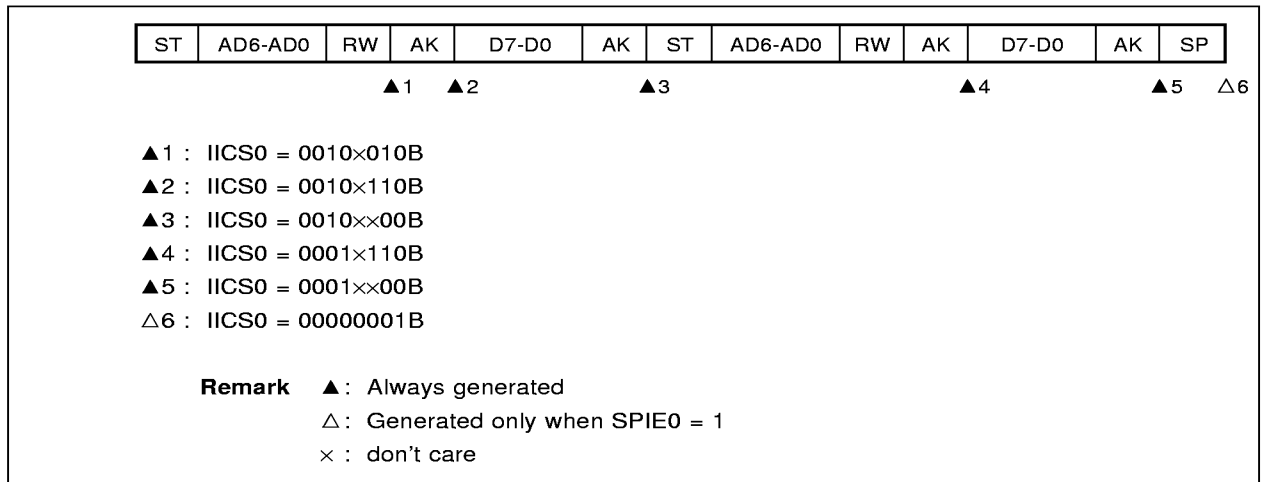 ST AD6-AD0 RW AK D7-D0 AK ST AD6-AD0 RW AK D7-D0 AK SP
▲1 ▲2 ▲3 ▲4 ▲5 △6
▲1 : IICS0 = 0010×010B
▲2 : IICS0 = 0010×110B
▲3 : IICS0 = 0010××00B
▲4 : IICS0 = 0001×110B
▲5 : IICS0 = 0001××00B
△6 : IICS0 = 00000001B
Remark ▲: Always generated
△: Generated only when SPIE0 = 1
× : don't care